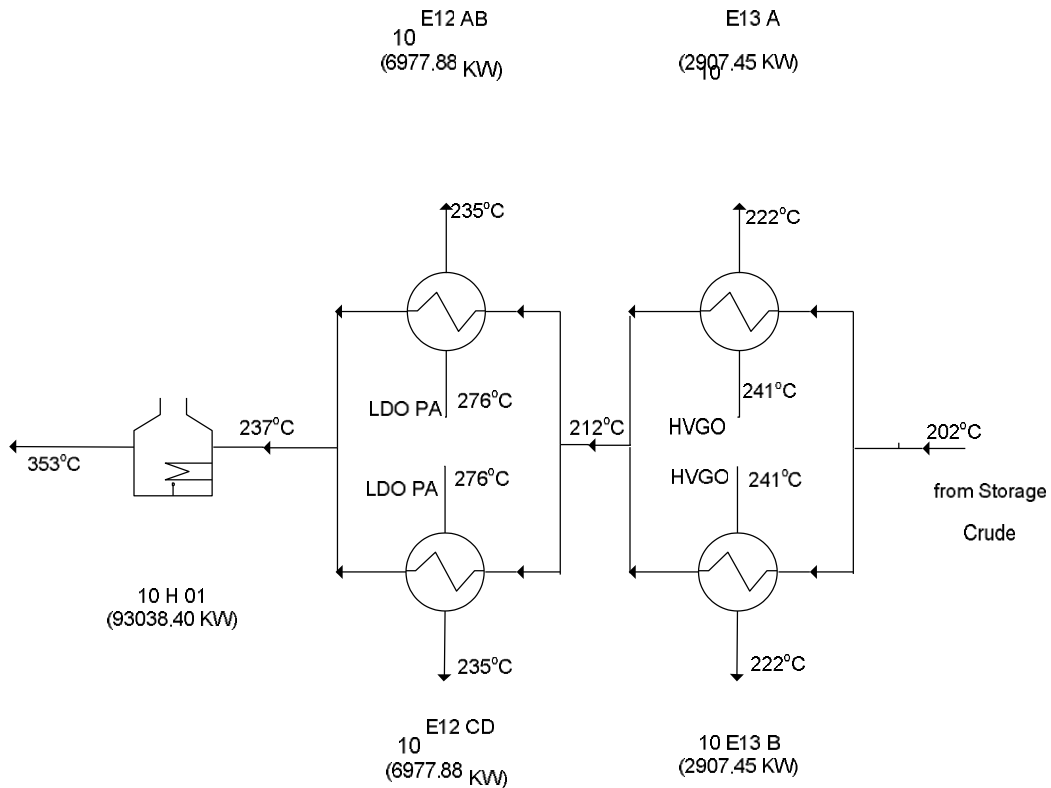 E12 AB
10
(6977.88 KW)
E13 A
(2907.45 KW)
10
235°C
222°C
LDO PA 276°C
241°C
HVGO
237°C
212°C
202°C
353°C
LDO PA 276°C
HVGO 241°C
from Storage
Crude
10 H 01
(93038.40 KW)
235°C
222°C
E12 CD
10
(6977.88 KW)
10 E13 B
(2907.45 KW)